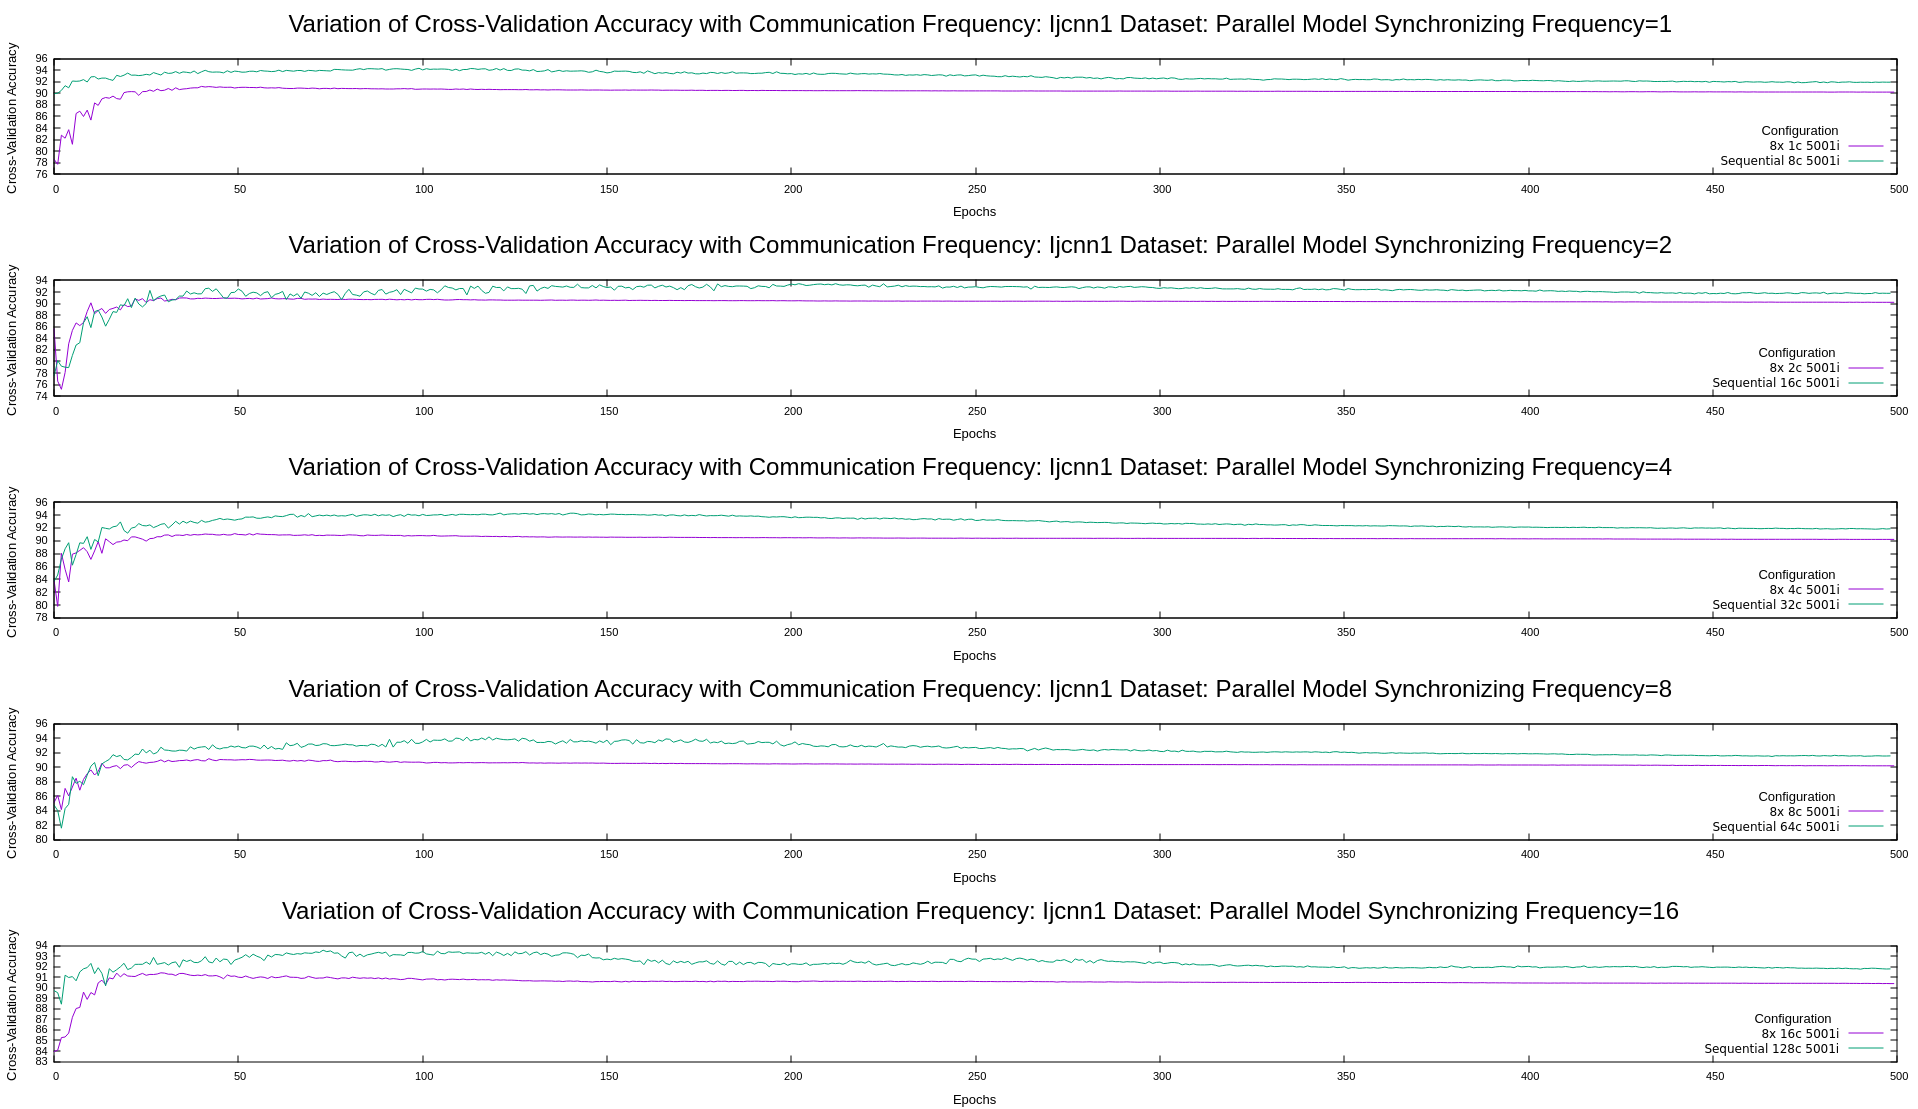 Variation of Cross-Validation Accuracy with Communication Frequency: Ijcnn1 Dataset: Parallel Model Synchronizing Frequency=1
Cross-Validation Accuracy
96
94
92
90
88
86
84
82
80
78
76
Configuration
8x 1c 5001i
Sequential 8c 5001i
0 50 100 150 200 250 300 350 400 450 500
Epochs
Variation of Cross-Validation Accuracy with Communication Frequency: Ijcnn1 Dataset: Parallel Model Synchronizing Frequency=2
Cross-Validation Accuracy
94
92
90
88
86
84
82
80
78
76
74
Configuration
8x 2c 5001i
Sequential 16c 5001i
0 50 100 150 200 250 300 350 400 450 500
Epochs
Variation of Cross-Validation Accuracy with Communication Frequency: Ijcnn1 Dataset: Parallel Model Synchronizing Frequency=4
Cross-Validation Accuracy
96
94
92
90
88
86
84
82
80
78
Configuration
8x 4c 5001i
Sequential 32c 5001i
0 50 100 150 200 250 300 350 400 450 500
Epochs
Variation of Cross-Validation Accuracy with Communication Frequency: Ijcnn1 Dataset: Parallel Model Synchronizing Frequency=8
Cross-Validation Accuracy
96
94
92
90
88
86
84
82
80
Configuration
8x 8c 5001i
Sequential 64c 5001i
0 50 100 150 200 250 300 350 400 450 500
Epochs
Variation of Cross-Validation Accuracy with Communication Frequency: Ijcnn1 Dataset: Parallel Model Synchronizing Frequency=16
Cross-Validation Accuracy
94
93
92
91
90
89
88
87
86
85
84
83
Configuration
8x 16c 5001i
Sequential 128c 5001i
0 50 100 150 200 250 300 350 400 450 500
Epochs